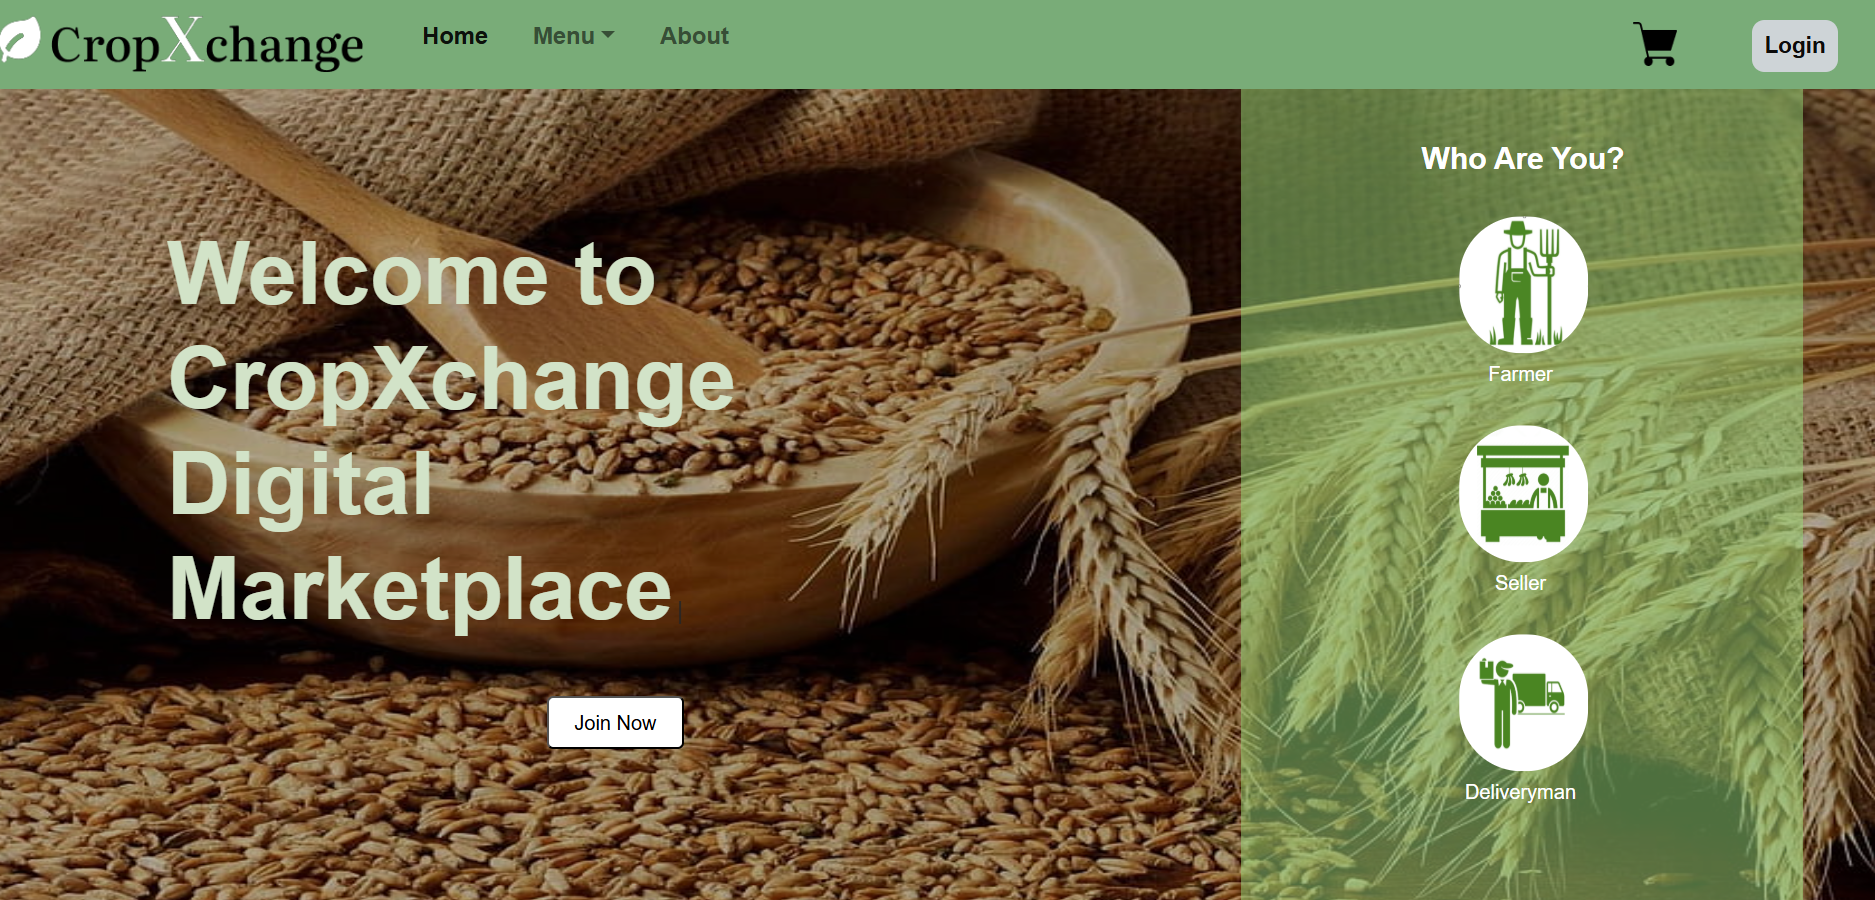 CropXchange
Home
Menu
About
Login
Welcome to
CropXchange
Digital
Marketplace
Join Now
Who Are You?
Farmer
Seller
Deliveryman